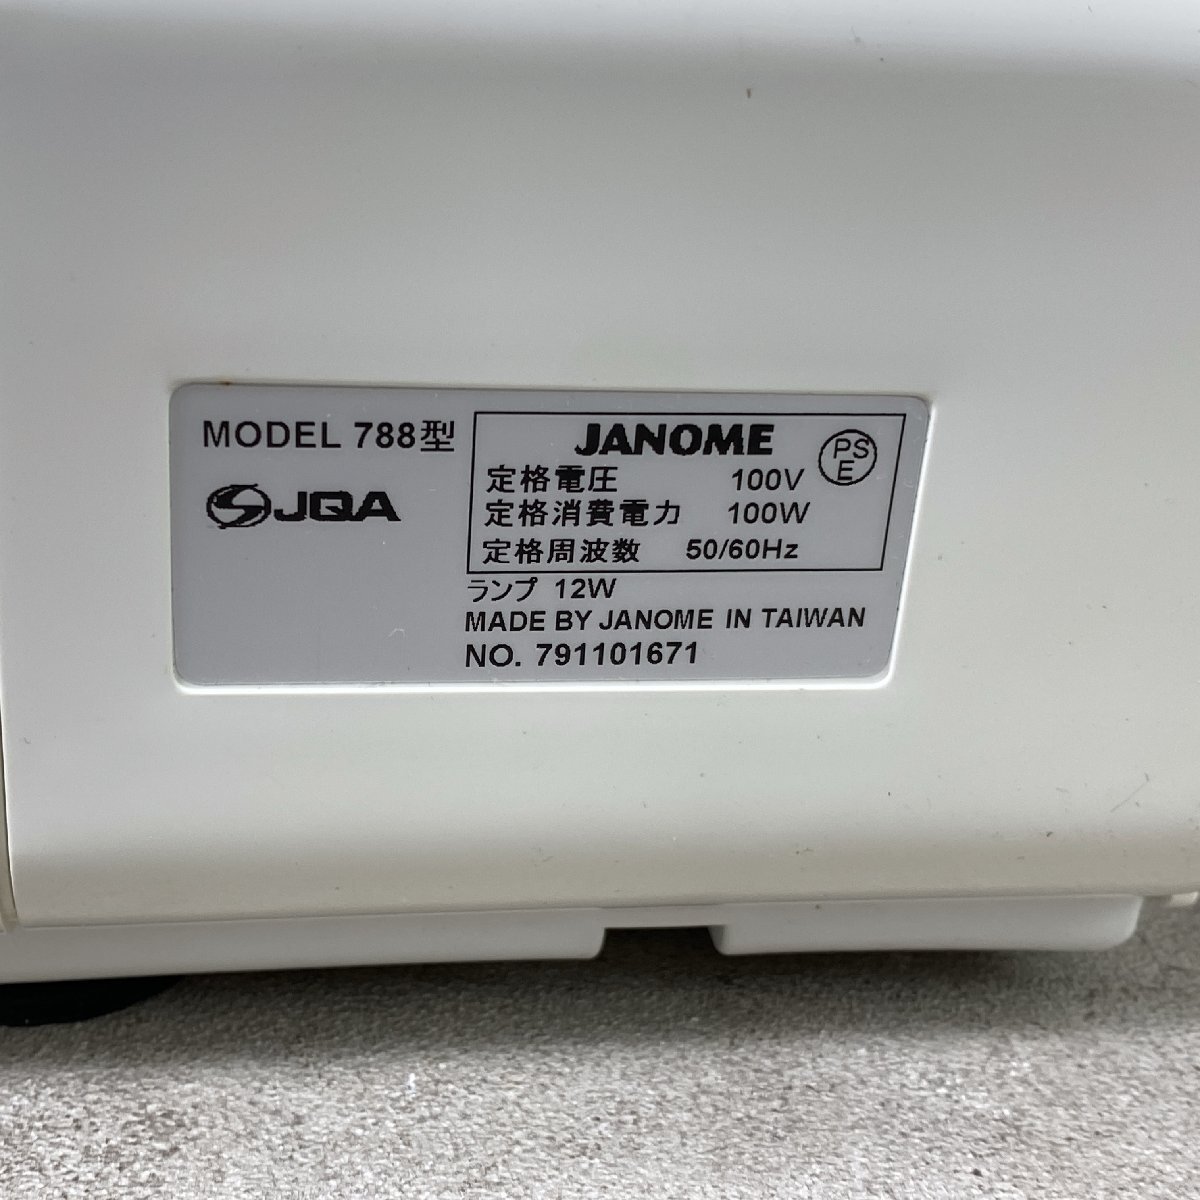 MODEL 788型
JQA
JANOME
PS
E
定格電圧 100V
定格消費電力 100W
定格周波数 50/60Hz
ランプ 12W
MADE BY JANOME IN TAIWAN
NO. 791101671